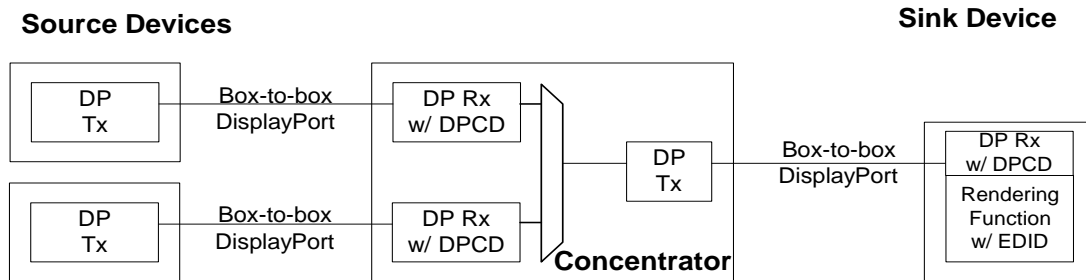 Source Devices
Sink Device
DP
Tx
Box-to-box
DisplayPort
DP Rx
w/ DPCD
DP
Tx
Box-to-box
DisplayPort
DP Rx
w/ DPCD
Rendering
Function
w/ EDID
DP
Tx
Box-to-box
DisplayPort
DP Rx
w/ DPCD
Concentrator